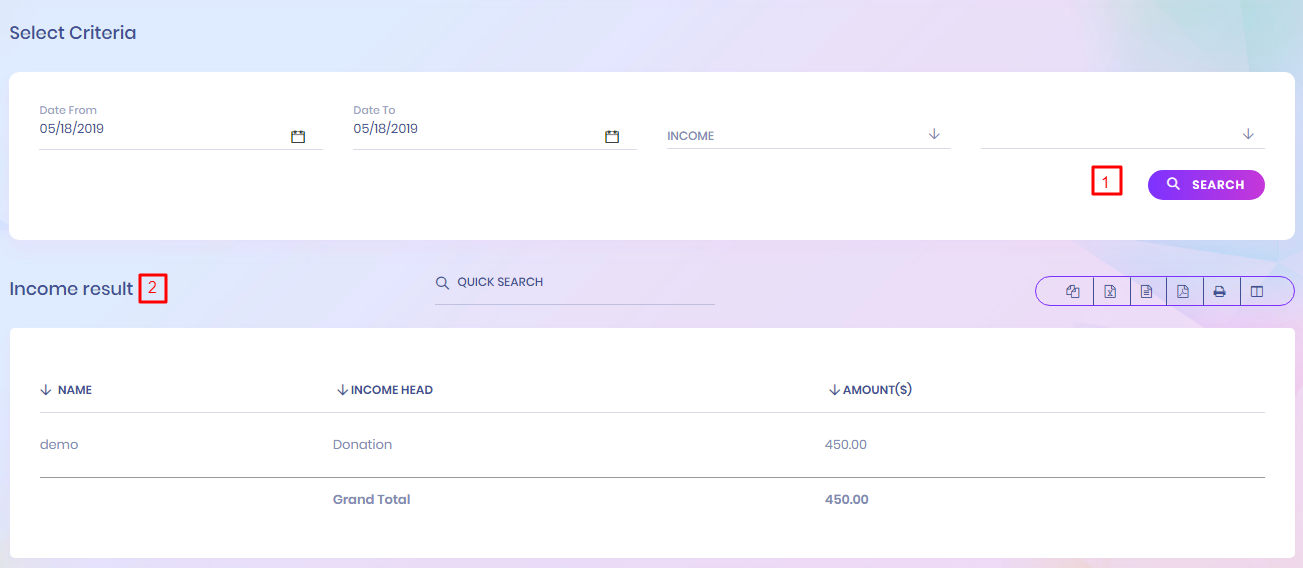 Select Criteria
Date From
05/18/2019
Date To
05/18/2019
INCOME
1
SEARCH
Income result 2
QUICK SEARCH
NAME INCOME HEAD AMOUNT($)
demo Donation 450.00
Grand Total 450.00